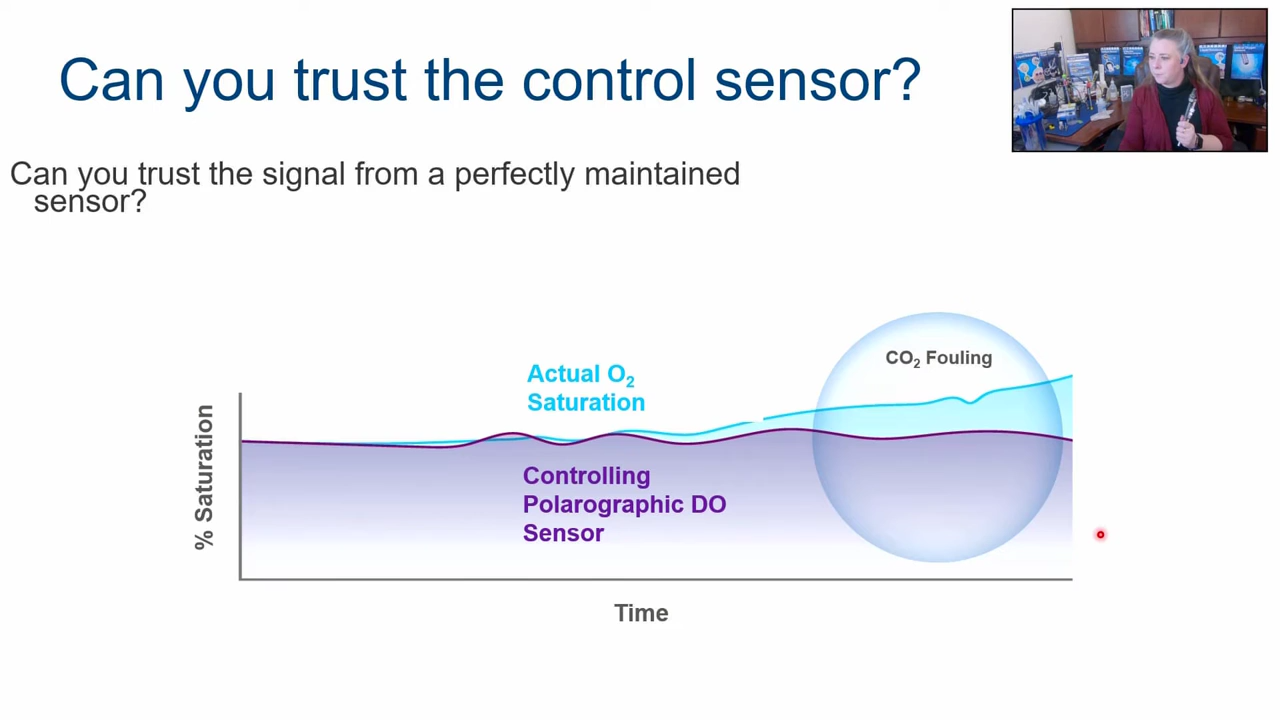 Can you trust the control sensor?
Can you trust the signal from a perfectly maintained
sensor?
CO₂ Fouling
Actual O₂
Saturation
Controlling
Polarographic DO
Sensor
% Saturation
Time